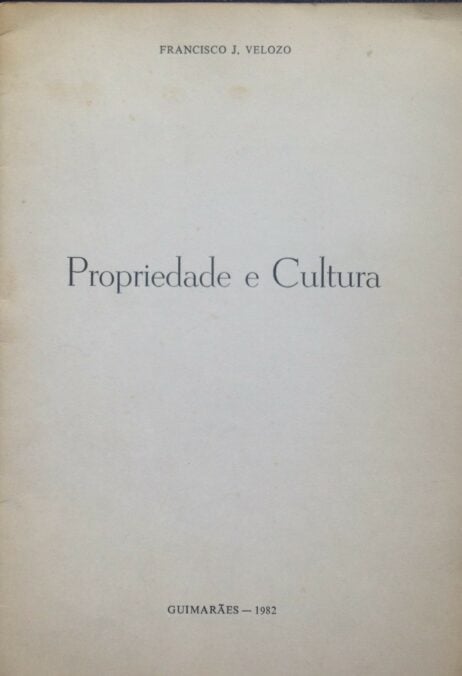 FRANCISCO J. VELOZO
Propriedade e Cultura
GUIMARÃES — 1982